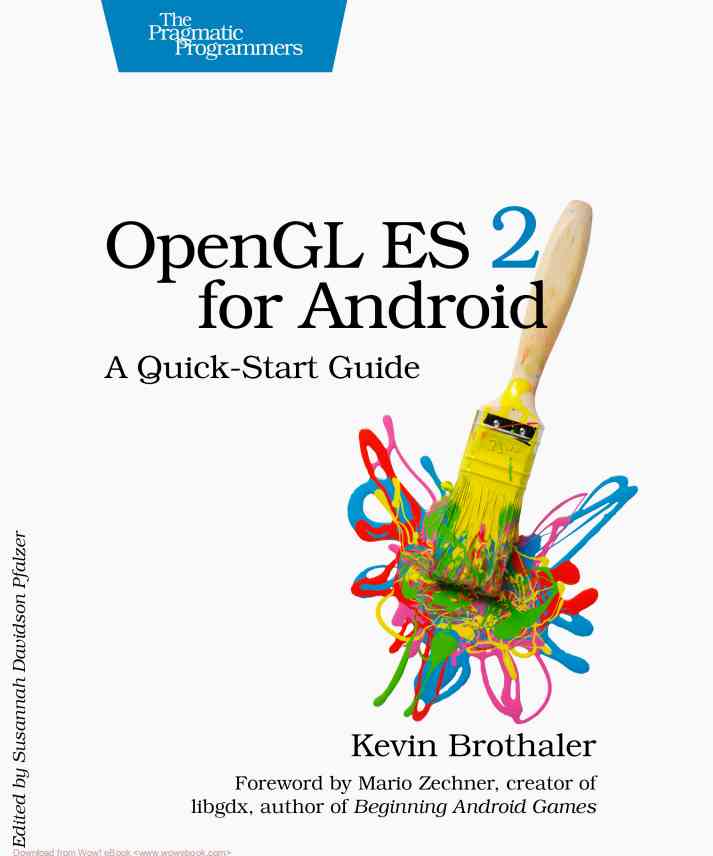 The
Pragmatic
Programmers
OpenGL ES 2
for Android
A Quick-Start Guide
Kevin Brothaler
Foreword by Mario Zechner, creator of
libgdx, author of Beginning Android Games
Edited by Susannah Davidson Pfalzer
Download from Wow! eBook <www.wowebook.com>